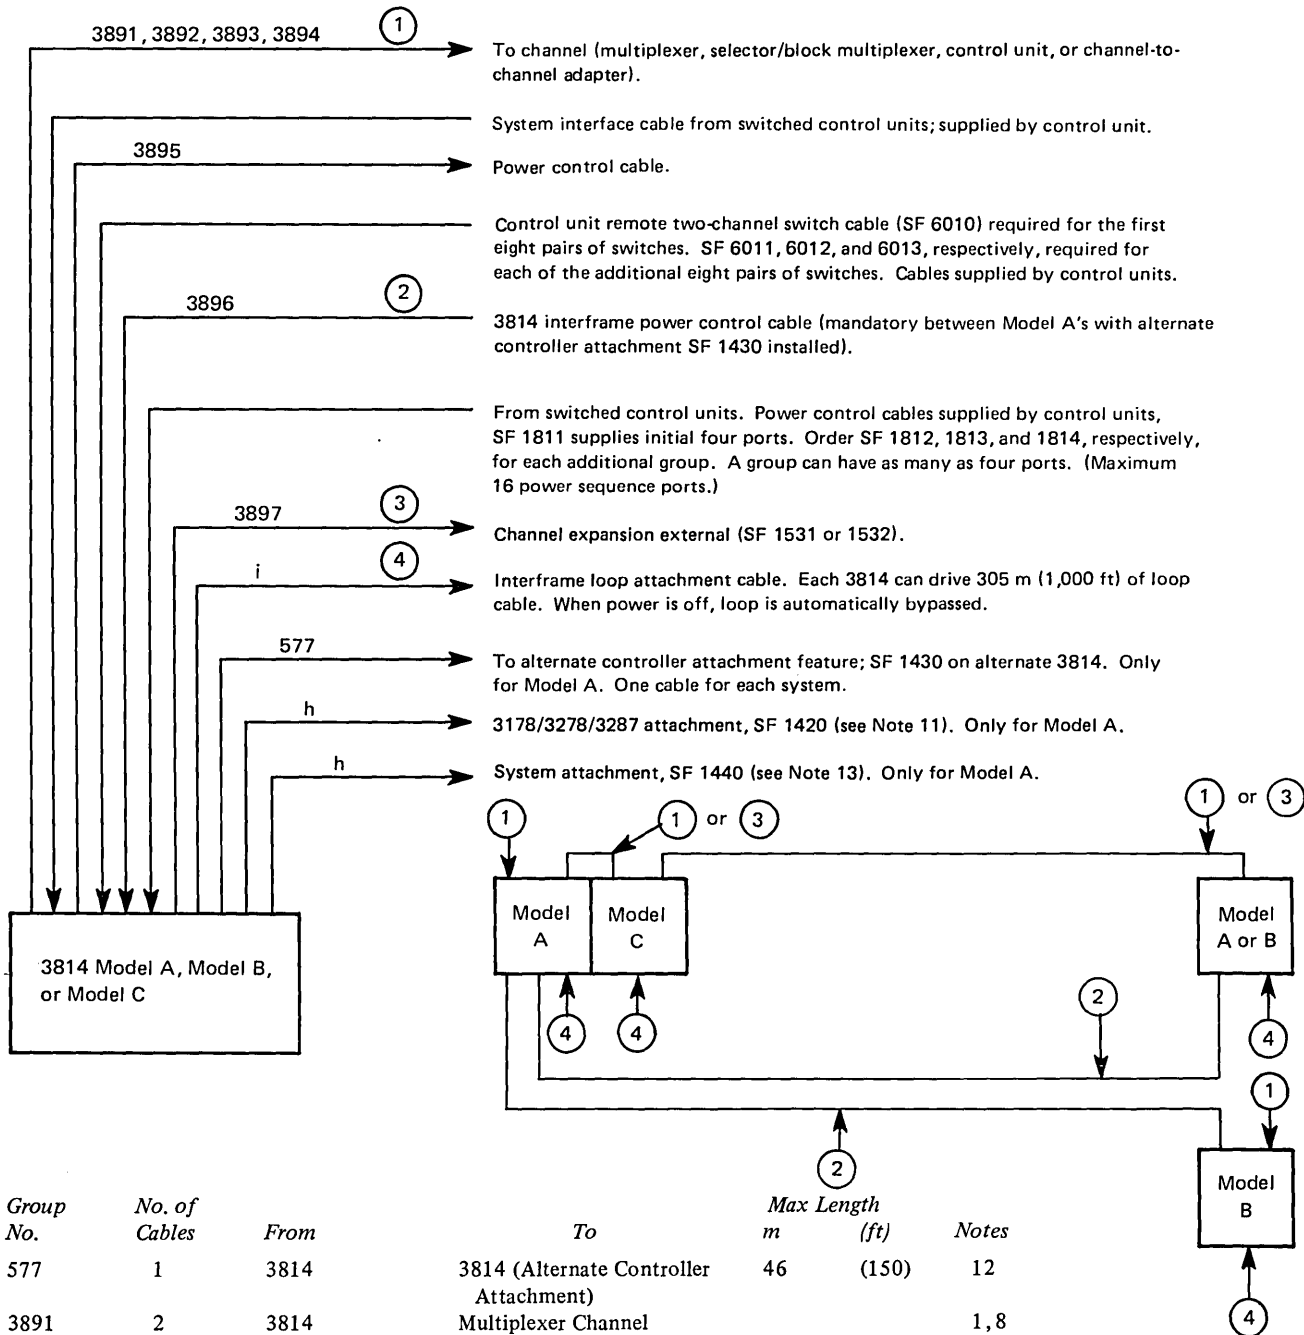 3891, 3892, 3893, 3894
1
To channel (multiplexer, selector/block multiplexer, control unit, or channel-to-
channel adapter).
System interface cable from switched control units; supplied by control unit.
3895
Power control cable.
Control unit remote two-channel switch cable (SF 6010) required for the first
eight pairs of switches. SF 6011, 6012, and 6013, respectively, required for
each of the additional eight pairs of switches. Cables supplied by control units.
3896
2
3814 interframe power control cable (mandatory between Model A's with alternate
controller attachment SF 1430 installed).
From switched control units. Power control cables supplied by control units,
SF 1811 supplies initial four ports. Order SF 1812, 1813, and 1814, respectively,
for each additional group. A group can have as many as four ports. (Maximum
16 power sequence ports.)
3897
3
Channel expansion external (SF 1531 or 1532).
i
4
Interframe loop attachment cable. Each 3814 can drive 305 m (1,000 ft) of loop
cable. When power is off, loop is automatically bypassed.
577
To alternate controller attachment feature; SF 1430 on alternate 3814. Only
for Model A. One cable for each system.
h
3178/3278/3287 attachment, SF 1420 (see Note 11). Only for Model A.
h
System attachment, SF 1440 (see Note 13). Only for Model A.
3814 Model A, Model B,
or Model C
1
1 or 3
1 or 3
Model
A
Model
C
Model
A or B
4
4
2
4
1
2
Model
B
4
Group No. of Max Length
No. Cables From To m (ft) Notes
577 1 3814 3814 (Alternate Controller 46 (150) 12
Attachment)
3891 2 3814 Multiplexer Channel 1,8